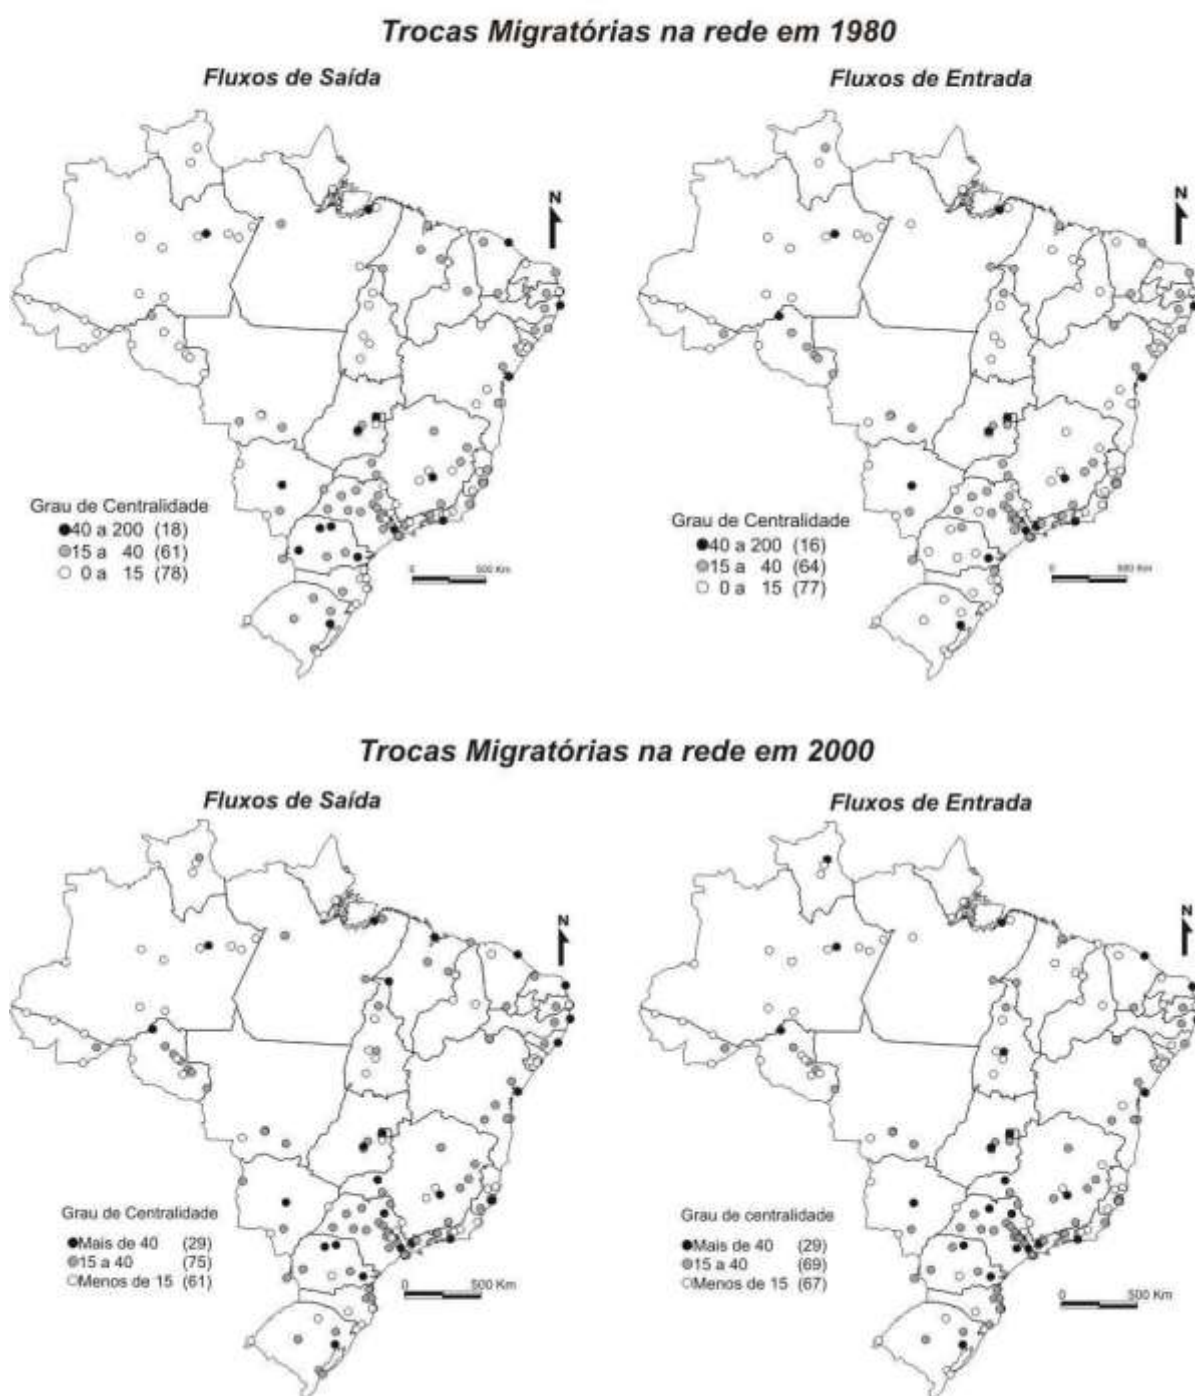 Trocas Migratórias na rede em 1980
Fluxos de Saída
Fluxos de Entrada
N
N
Grau de Centralidade
40 a 200 (18)
15 a 40 (61)
0 a 15 (78)
0 500 Km
Grau de Centralidade
40 a 200 (16)
15 a 40 (64)
0 a 15 (77)
0 500 Km
Trocas Migratórias na rede em 2000
Fluxos de Saída
Fluxos de Entrada
N
N
Grau de Centralidade
Mais de 40 (29)
15 a 40 (75)
Menos de 15 (61)
0 500 Km
Grau de centralidade
Mais de 40 (29)
15 a 40 (69)
Menos de 15 (67)
0 500 Km